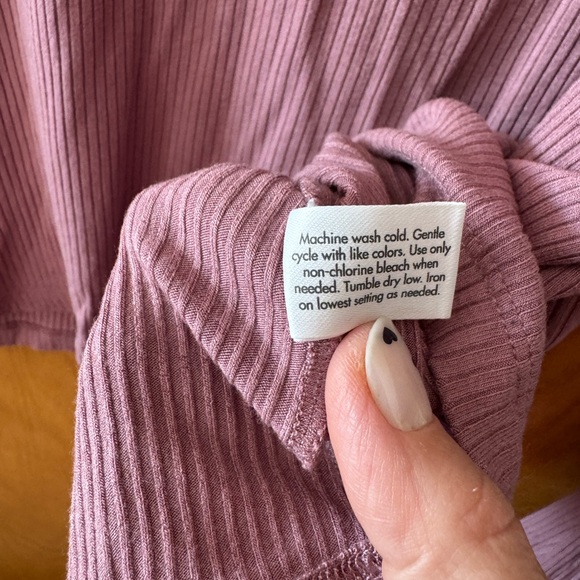 Machine wash cold. Gentle
cycle with like colors. Use only
non-chlorine bleach when
needed. Tumble dry low. Iron
on lowest setting as needed.